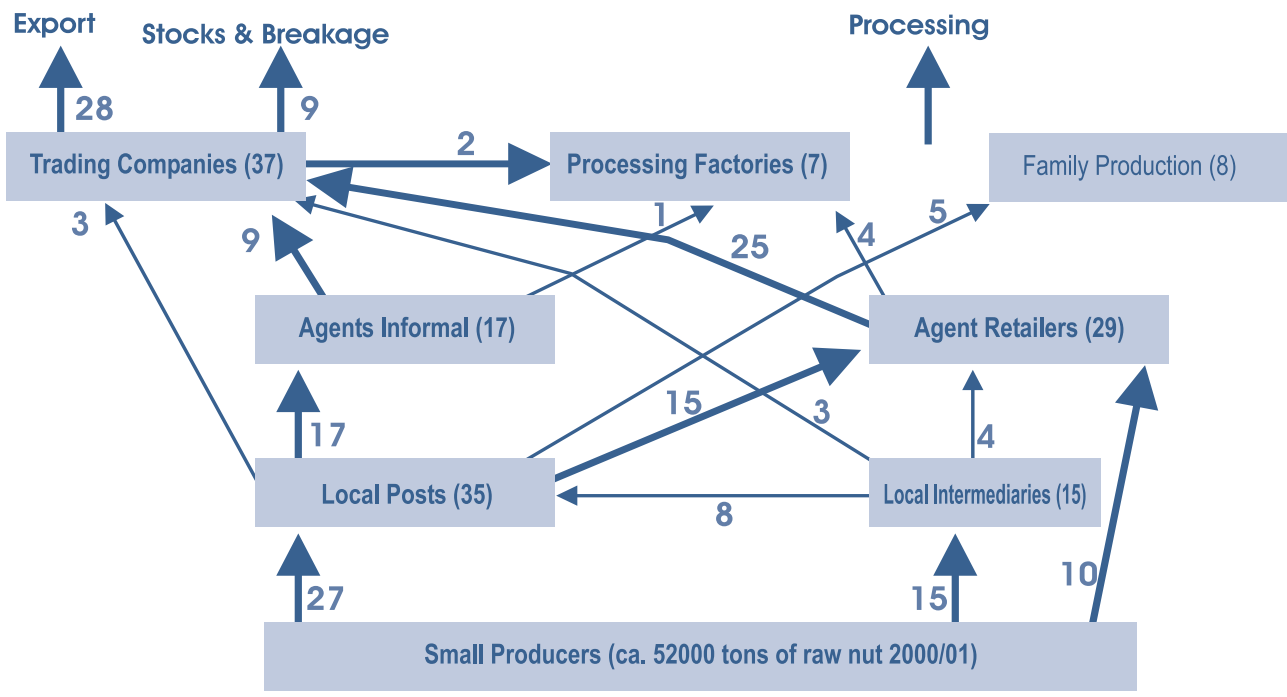 Export
Stocks & Breakage
Processing
28
9
Trading Companies (37)
2
Processing Factories (7)
Family Production (8)
3
9
1
25
4
5
Agents Informal (17)
Agent Retailers (29)
17
15
3
4
Local Posts (35)
8
Local Intermediaries (15)
27
15
10
Small Producers (ca. 52000 tons of raw nut 2000/01)